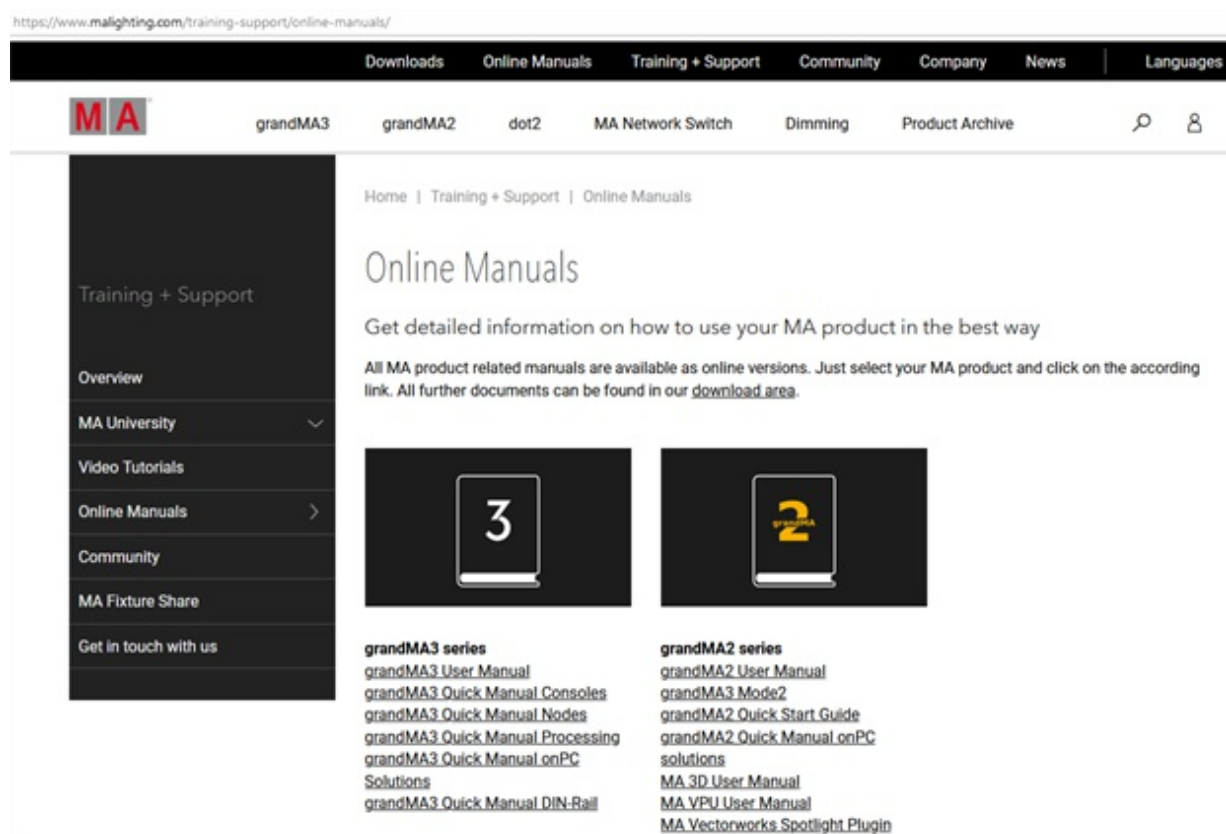 https://www.malighting.com/training-support/online-manuals/
Downloads Online Manuals Training + Support Community Company News Languages
MA
grandMA3 grandMA2 dot2 MA Network Switch Dimming Product Archive
Home | Training + Support | Online Manuals
Online Manuals
Training + Support
Get detailed information on how to use your MA product in the best way
All MA product related manuals are available as online versions. Just select your MA product and click on the according
link. All further documents can be found in our download area.
Overview
MA University
Video Tutorials
Online Manuals
Community
MA Fixture Share
Get in touch with us
3
grandMA
2
grandMA3 series
grandMA3 User Manual
grandMA3 Quick Manual Consoles
grandMA3 Quick Manual Nodes
grandMA3 Quick Manual Processing
grandMA3 Quick Manual onPC
Solutions
grandMA3 Quick Manual DIN-Rail
grandMA2 series
grandMA2 User Manual
grandMA3 Mode2
grandMA2 Quick Start Guide
grandMA2 Quick Manual onPC
solutions
MA 3D User Manual
MA VPU User Manual
MA Vectorworks Spotlight Plugin